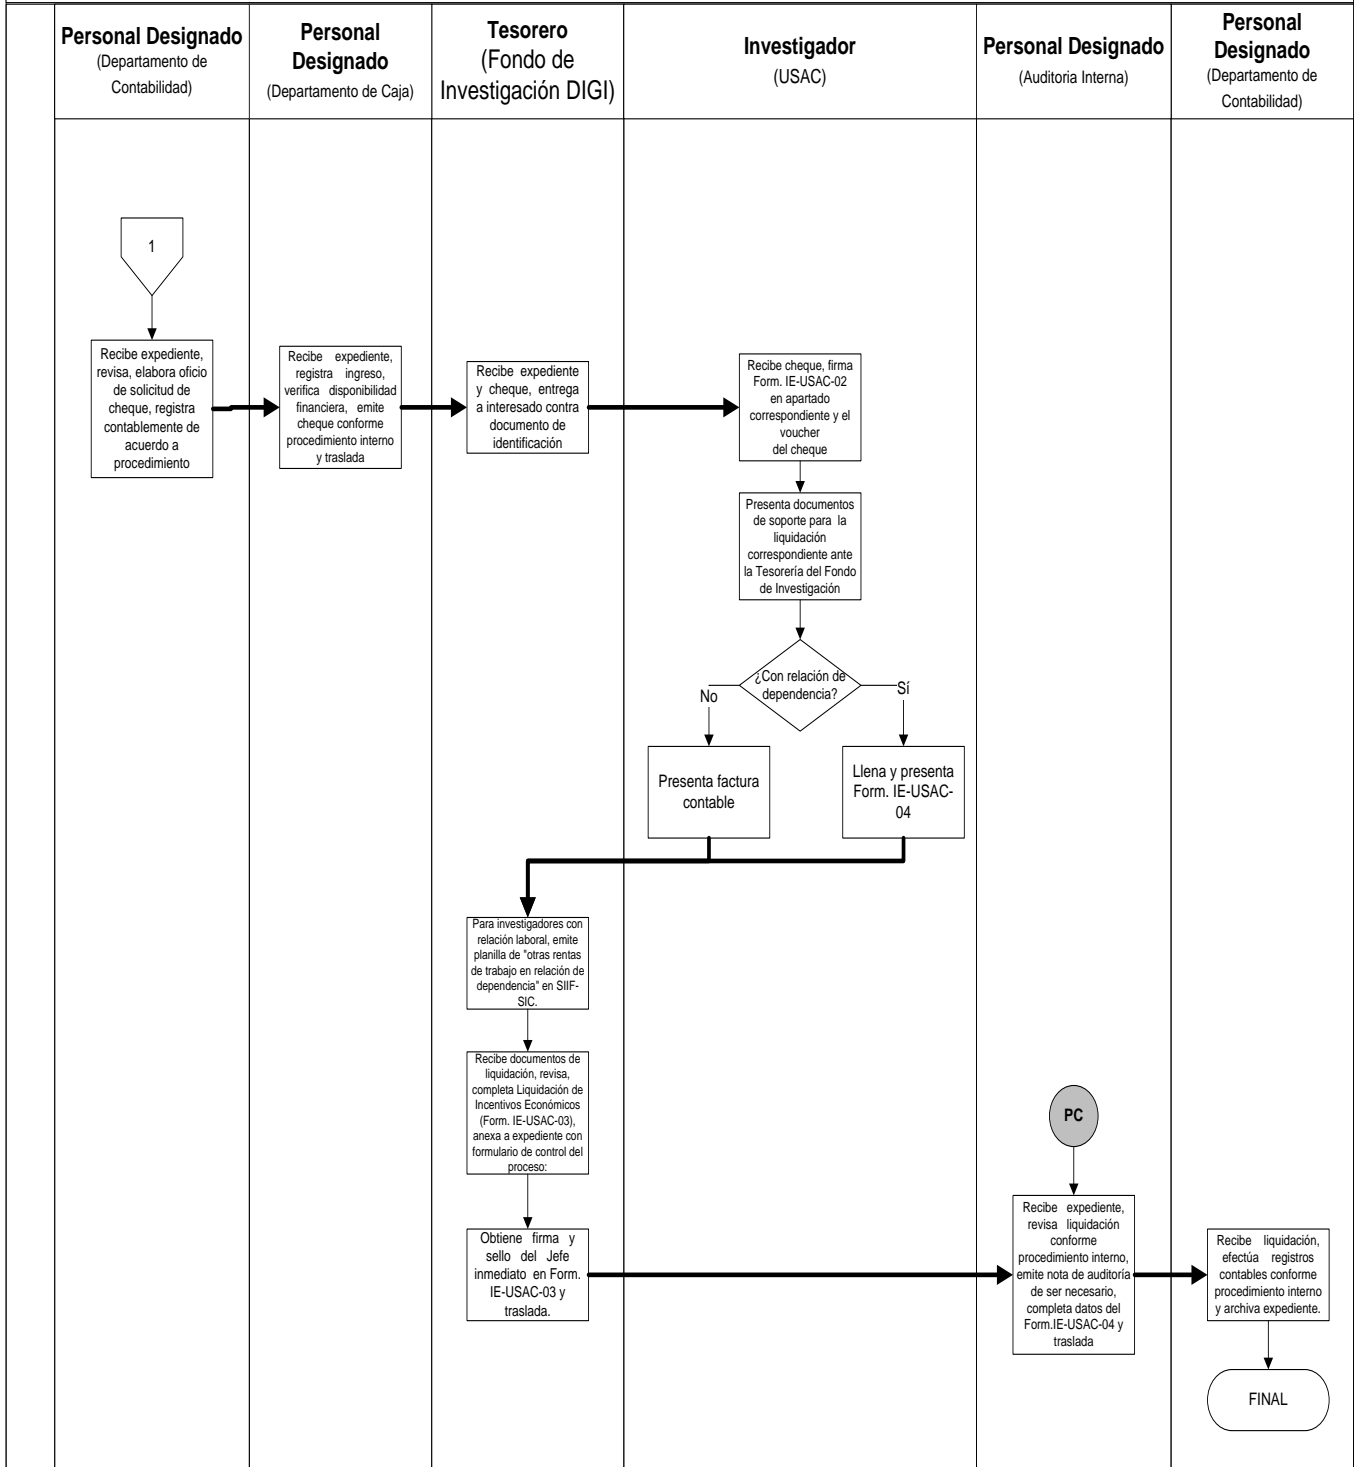 Personal Designado
(Departamento de
Contabilidad)
Personal
Designado
(Departamento de Caja)
Tesorero
(Fondo de
Investigación DIGI)
Investigador
(USAC)
Personal Designado
(Auditoria Interna)
Personal
Designado
(Departamento de
Contabilidad)
1
Recibe expediente,
revisa, elabora oficio
de solicitud de
cheque, registra
contablemente de
acuerdo a
procedimiento
Recibe expediente,
registra ingreso,
verifica disponibilidad
financiera, emite
cheque conforme
procedimiento interno
y traslada
Recibe expediente
y cheque, entrega
a interesado contra
documento de
identificación
Recibe cheque, firma
Form. IE-USAC-02
en apartado
correspondiente y el
voucher
del cheque
Presenta documentos
de soporte para la
liquidación
correspondiente ante
la Tesorería del Fondo
de Investigación
¿Con relación de
dependencia?
No
Sí
Presenta factura
contable
Llena y presenta
Form. IE-USAC-
04
Para investigadores con
relación laboral, emite
planilla de "otras rentas
de trabajo en relación de
dependencia" en SIIF-
SIC.
Recibe documentos de
liquidación, revisa,
completa Liquidación de
Incentivos Económicos
(Form. IE-USAC-03),
anexa a expediente con
formulario de control del
proceso:
Obtiene firma y
sello del Jefe
inmediato en Form.
IE-USAC-03 y
traslada.
PC
Recibe expediente,
revisa liquidación
conforme
procedimiento interno,
emite nota de auditoría
de ser necesario,
completa datos del
Form.IE-USAC-04 y
traslada
Recibe liquidación,
efectúa registros
contables conforme
procedimiento interno
y archiva expediente.
FINAL